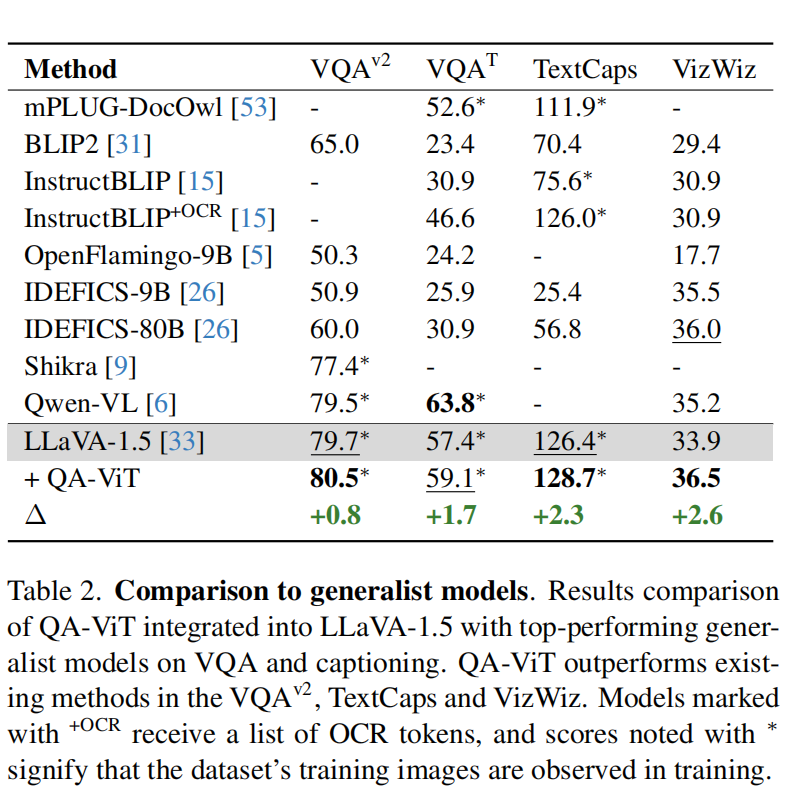 Method VQA^v2 VQA^T TextCaps VizWiz
mPLUG-DocOwl [53] - 52.6* 111.9* -
BLIP2 [31] 65.0 23.4 70.4 29.4
InstructBLIP [15] - 30.9 75.6* 30.9
InstructBLIP^+OCR [15] - 46.6 126.0* 30.9
OpenFlamingo-9B [5] 50.3 24.2 - 17.7
IDEFICS-9B [26] 50.9 25.9 25.4 35.5
IDEFICS-80B [26] 60.0 30.9 56.8 36.0
Shikra [9] 77.4* - - -
Qwen-VL [6] 79.5* 63.8* - 35.2
LLaVA-1.5 [33] 79.7* 57.4* 126.4* 33.9
+ QA-ViT 80.5* 59.1* 128.7* 36.5
Δ +0.8 +1.7 +2.3 +2.6
Table 2. Comparison to generalist models. Results comparison
of QA-ViT integrated into LLaVA-1.5 with top-performing gener-
alist models on VQA and captioning. QA-ViT outperforms exist-
ing methods in the VQA^v2, TextCaps and VizWiz. Models marked
with ^+OCR receive a list of OCR tokens, and scores noted with *
signify that the dataset's training images are observed in training.